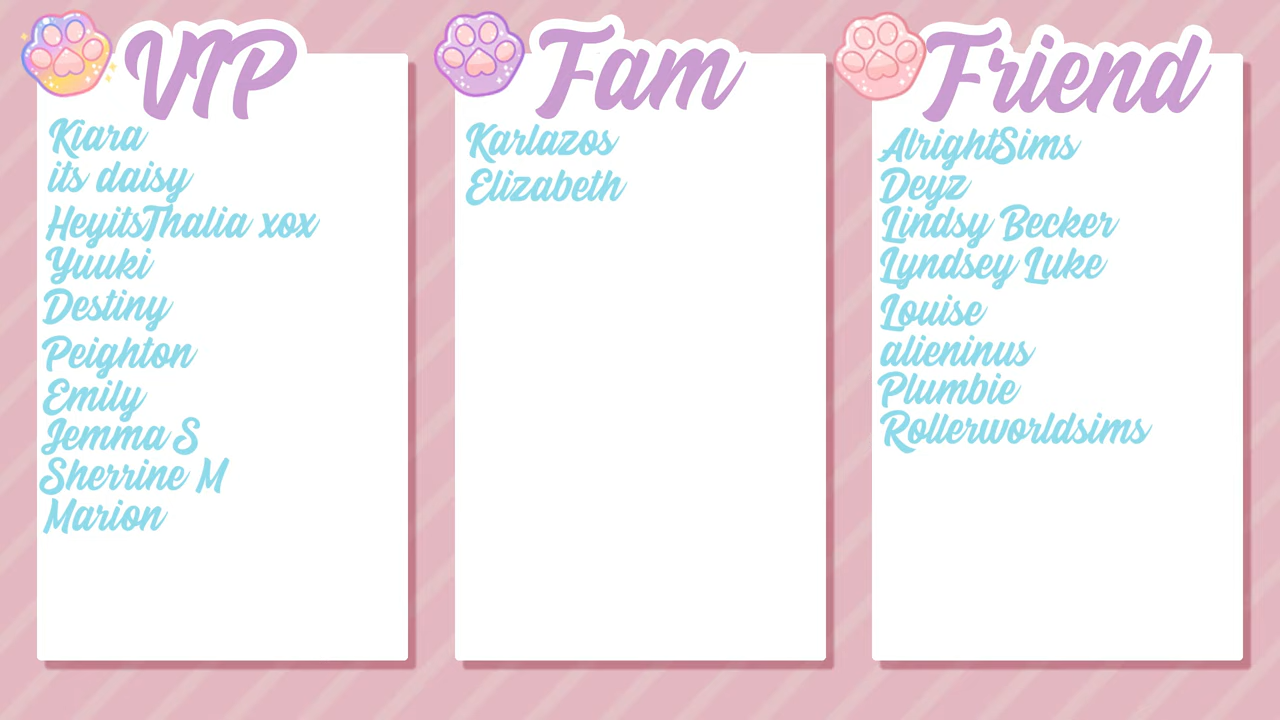 VIP
Kiara
its daisy
HeyitsThalia xox
Yuuki
Destiny
Peighton
Emily
Jemma S
Sherrine M
Marion
Fam
Karlazos
Elizabeth
Friend
AlrightSims
Deyz
Lindsy Becker
Lyndsey Luke
Louise
alieninus
Plumbie
Rollerworldsims